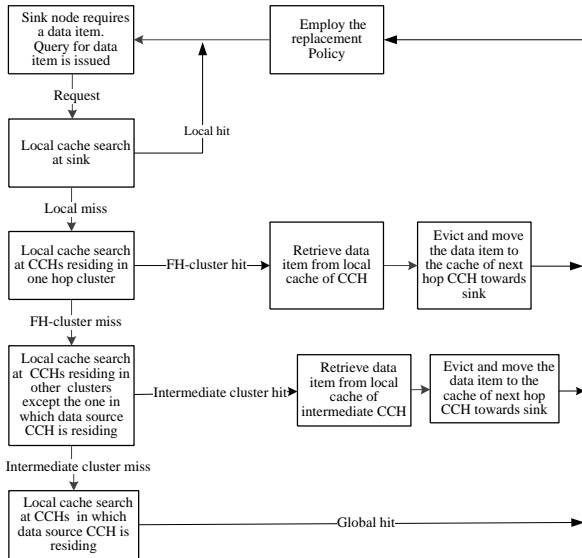 Sink node requires
a data item.
Query for data
item is issued
Employ the
replacement
Policy
Request
Local hit
Local cache search
at sink
Local miss
Local cache search
at CCHs residing in
one hop cluster
FH-cluster hit
Retrieve data
item from local
cache of CCH
Evict and move
the data item to
the cache of next
hop CCH towards
sink
FH-cluster miss
Local cache search
at CCHs residing in
other clusters
except the one in
which data source
CCH is residing
Intermediate cluster hit
Retrieve data
item from local
cache of
intermediate CCH
Evict and move the
data item to the
cache of next hop
CCH towards sink
Intermediate cluster miss
Local cache search
at CCHs in which
data source CCH is
residing
Global hit